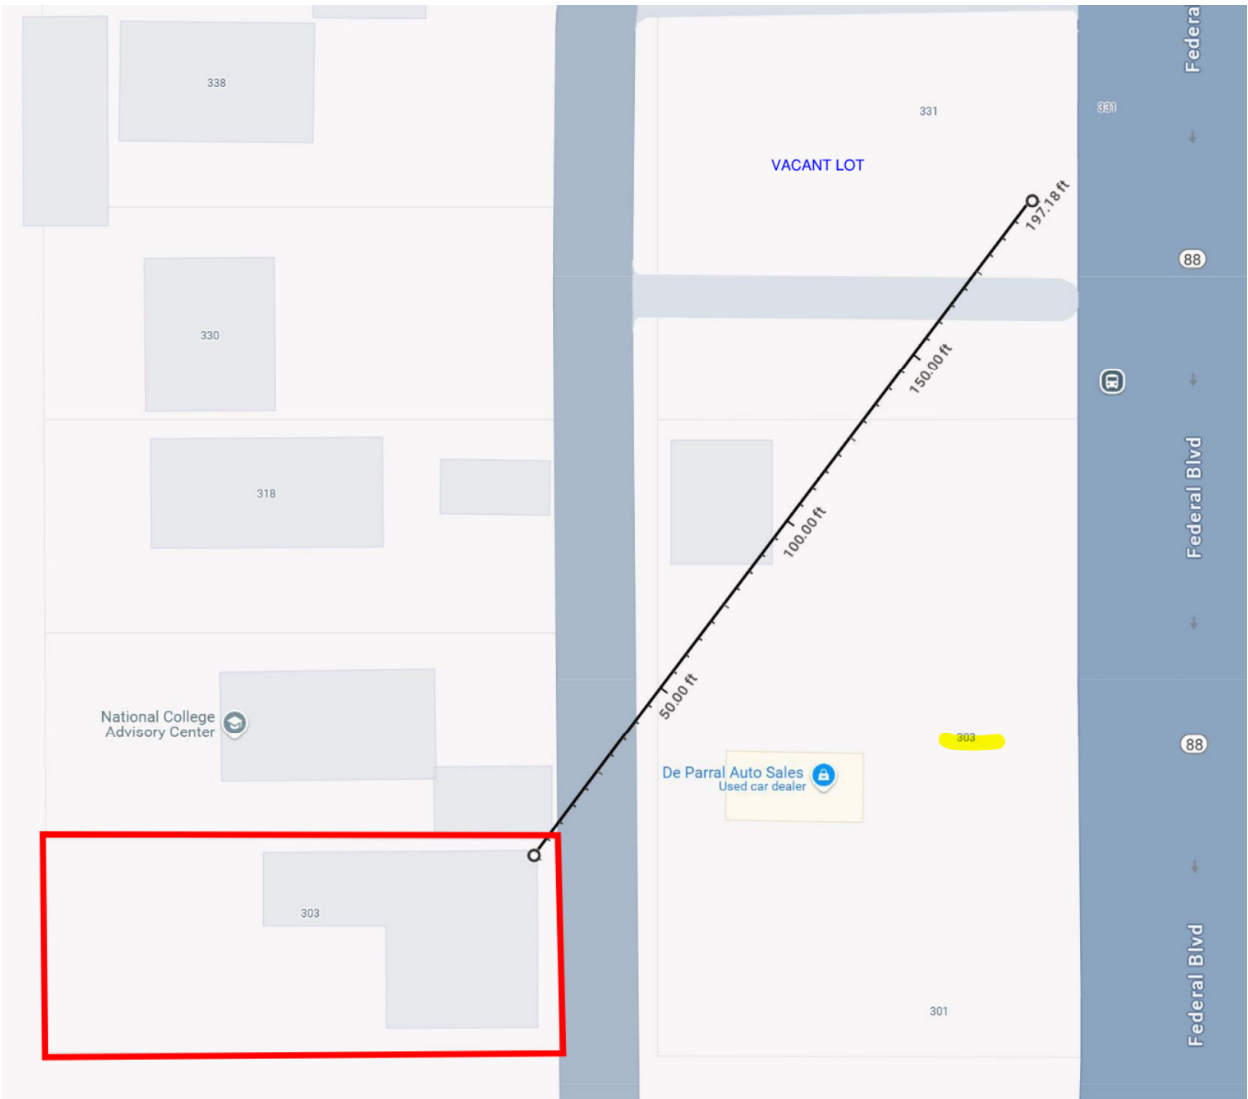 Federa
338
331
331
VACANT LOT
197.18 ft
88
330
150.00 ft
Federal Blvd
318
100.00 ft
50.00 ft
National College
Advisory Center
303
88
De Parral Auto Sales
Used car dealer
303
Federal Blvd
301